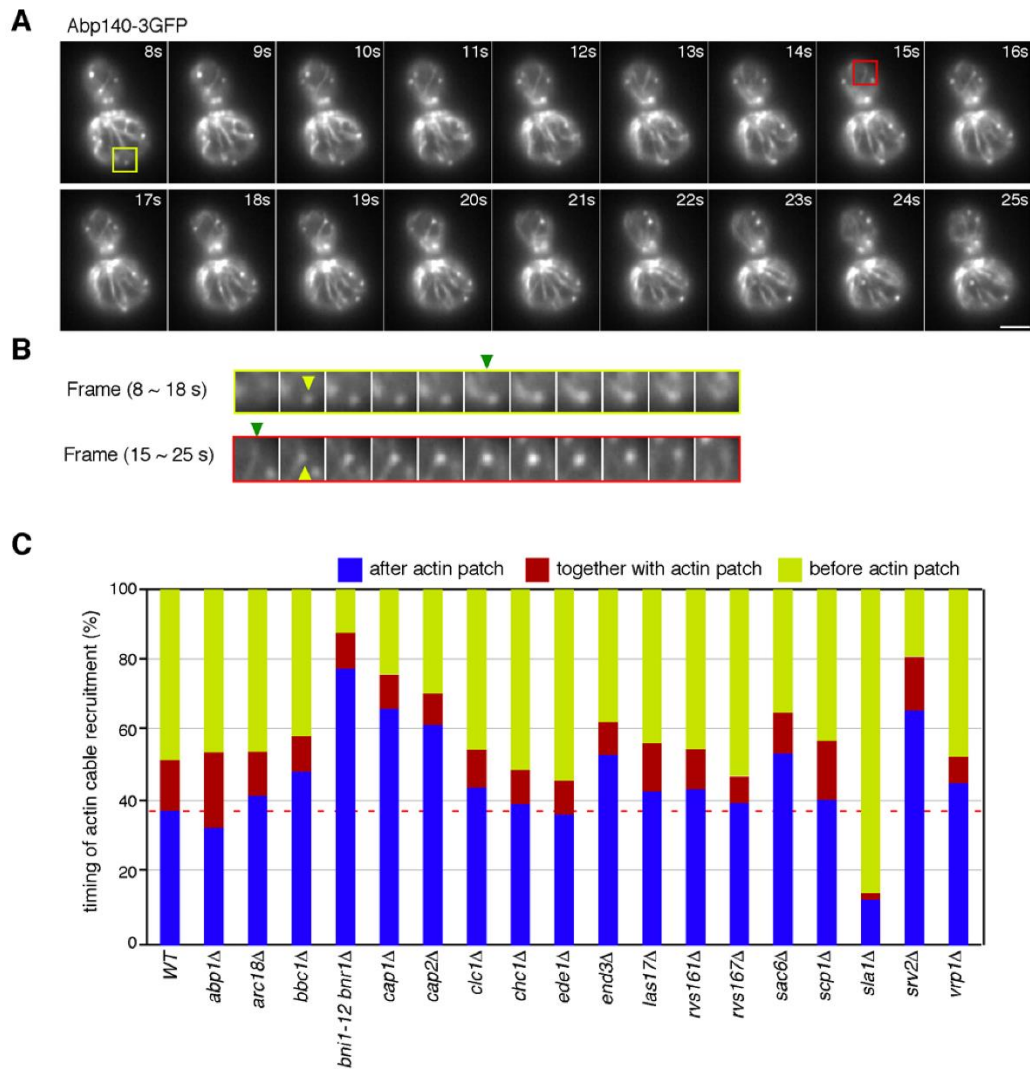 A
Abp140-3GFP
8s 9s 10s 11s 12s 13s 14s 15s 16s
17s 18s 19s 20s 21s 22s 23s 24s 25s
B
Frame (8 ~ 18 s)
Frame (15 ~ 25 s)
C
after actin patch together with actin patch before actin patch
timing of actin cable recruitment (%)
100
80
60
40
20
0
WT abp1Δ arc18Δ bbc1Δ bni1-12 bnr1Δ cap1Δ cap2Δ clc1Δ chc1Δ ede1Δ end3Δ las17Δ rvs161Δ rvs167Δ sac6Δ scp1Δ sla1Δ srv2Δ vrp1Δ